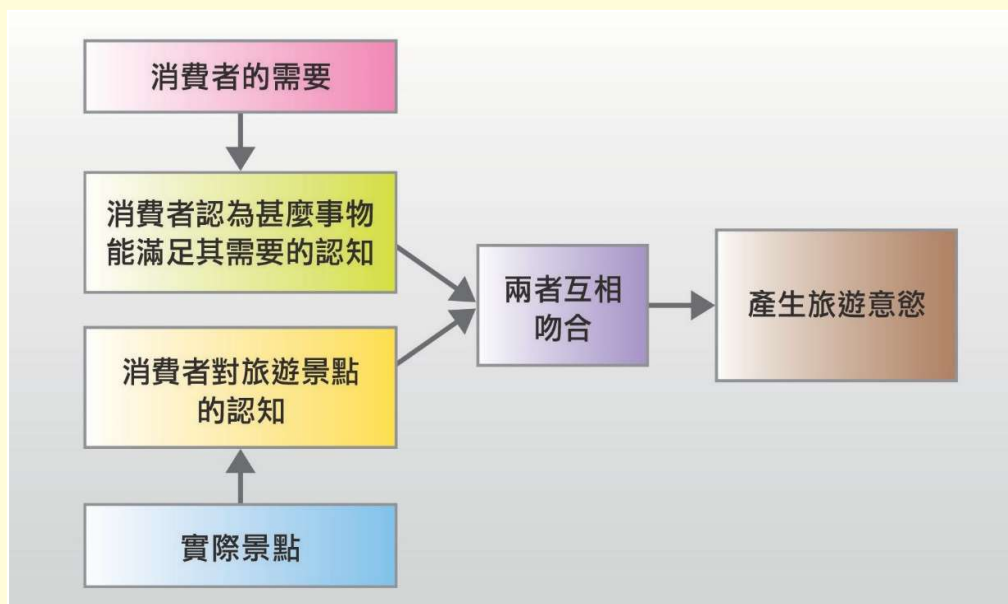 消費者的需要
消費者認為甚麼事物
能滿足其需要的認知
消費者對旅遊景點
的認知
實際景點
兩者互相
吻合
產生旅遊意慾